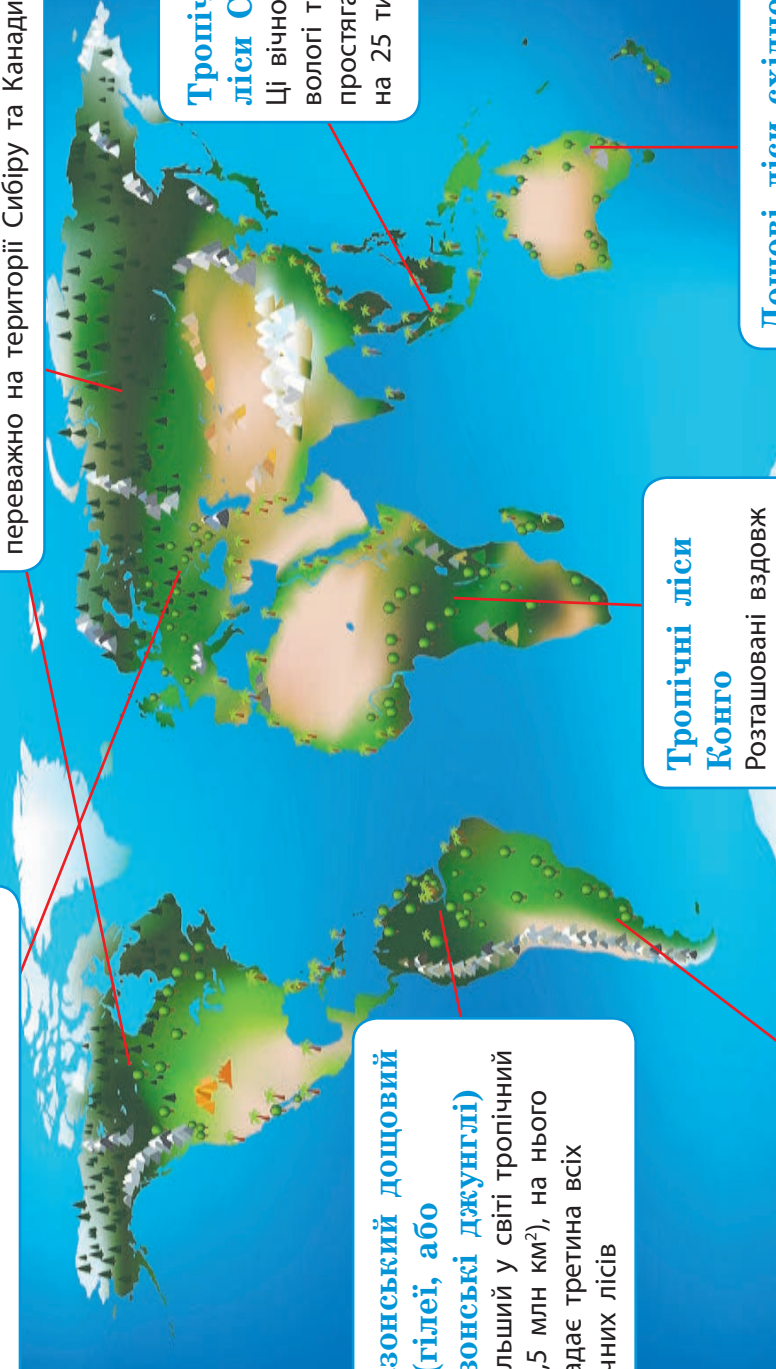 переважно на території Сибіру та Канади
Тропіч
ліси С
Ці вічно
вологі т
простяга
на 25 ти
зонський дощовий
(гілеї, або
зонські джунглі)
льший у світі тропічний
,5 млн км²), на нього
адає третина всіх
чних лісів
Тропічні ліси
Конго
Розташовані вздовж
Дощові ліси східно